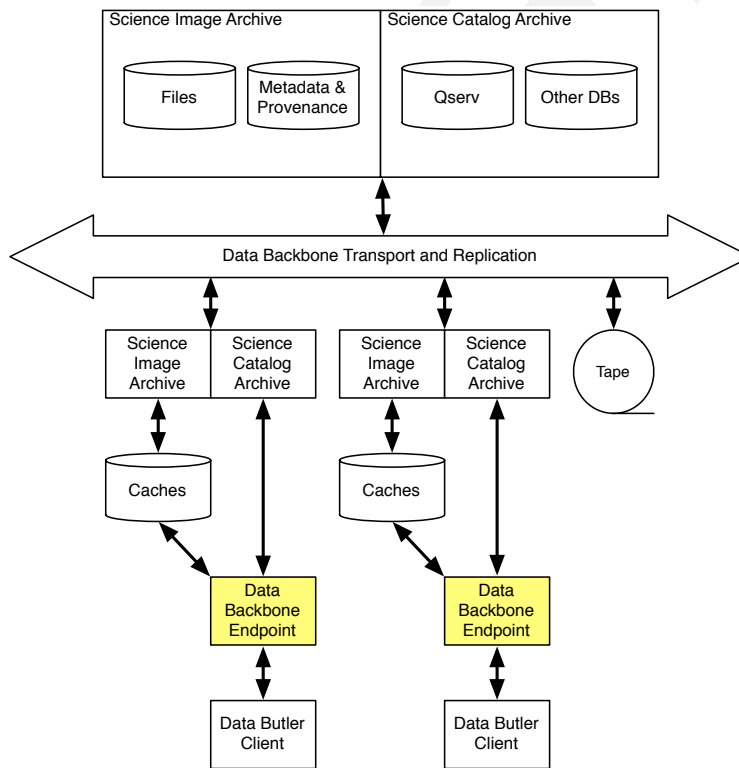 Science Image Archive
Science Catalog Archive
Files
Metadata &
Provenance
Qserv
Other DBs
Data Backbone Transport and Replication
Science
Image
Archive
Science
Catalog
Archive
Science
Image
Archive
Science
Catalog
Archive
Tape
Caches
Caches
Data
Backbone
Endpoint
Data
Backbone
Endpoint
Data Butler
Client
Data Butler
Client